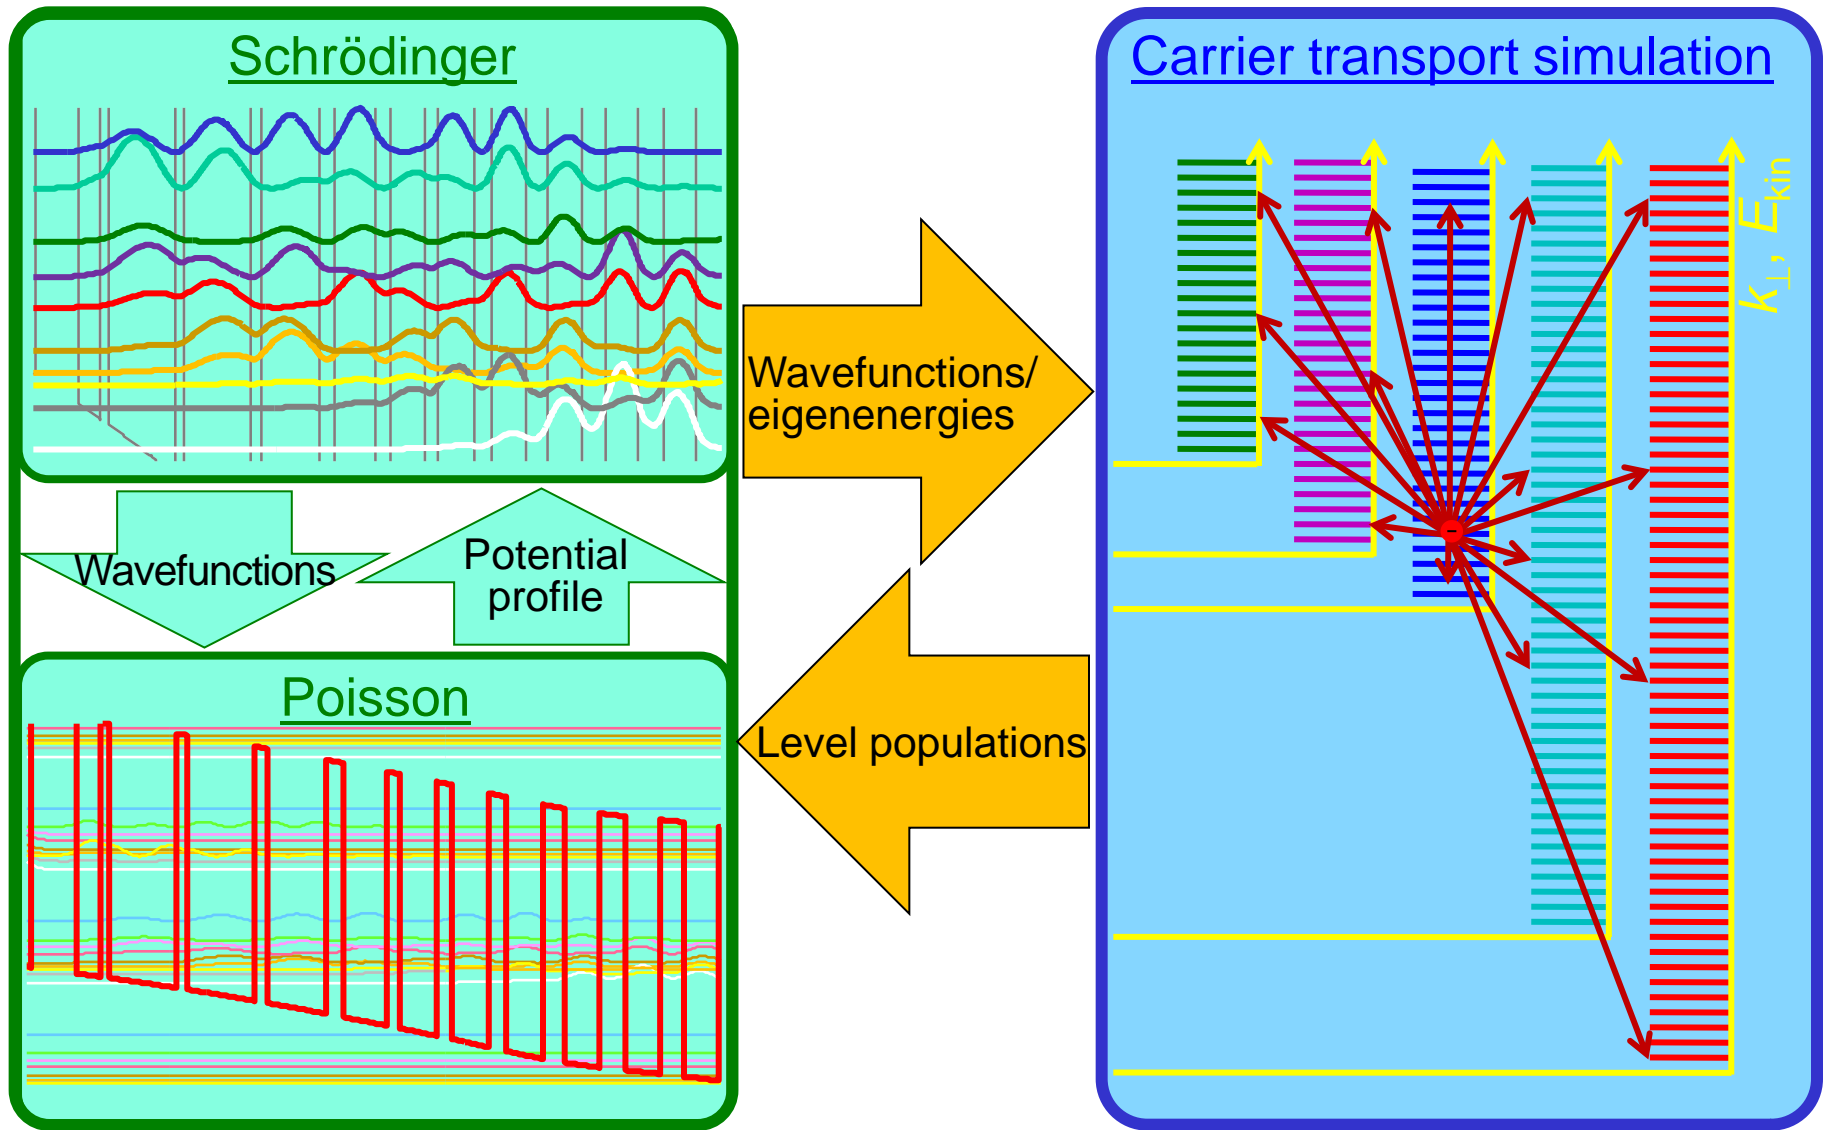 Schrödinger
Carrier transport simulation
k⊥, Ekin
Wavefunctions/
eigenenergies
Wavefunctions
Potential
profile
-
Poisson
Level populations